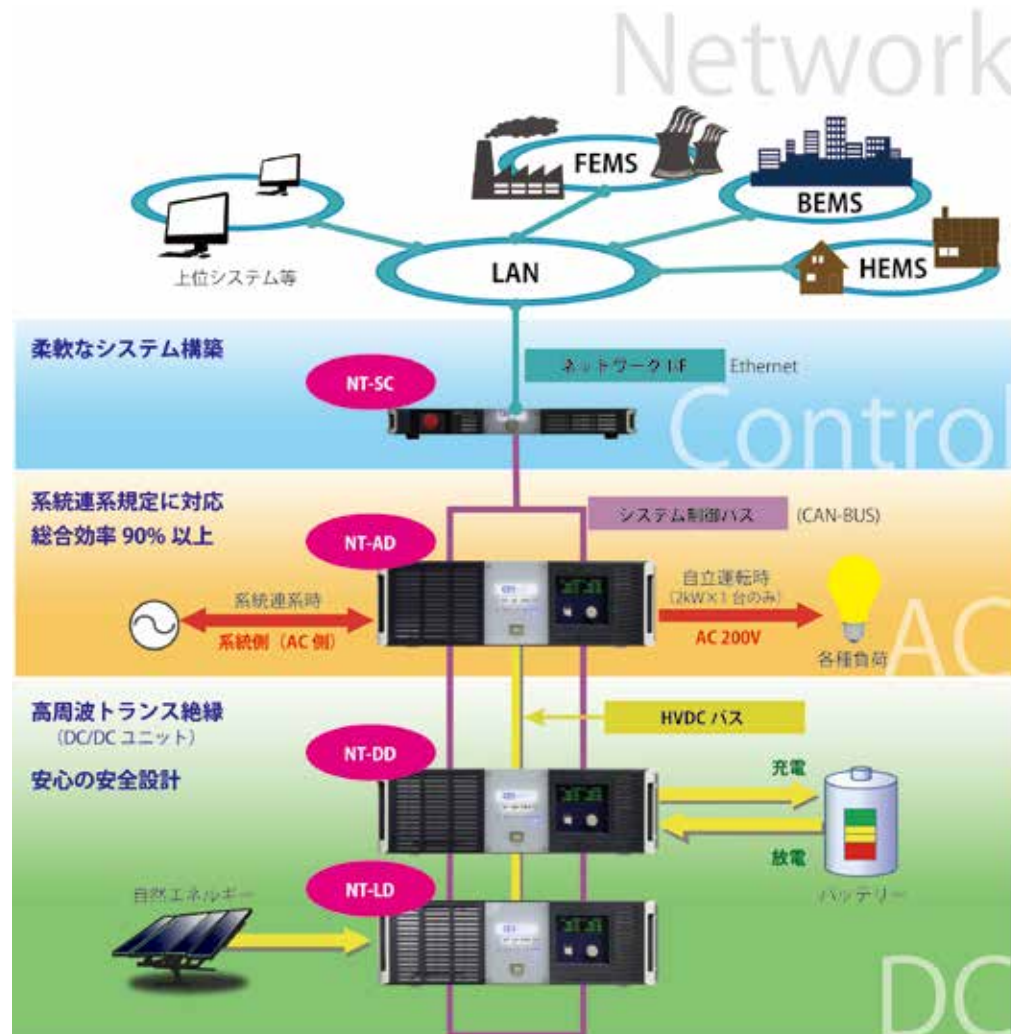 Network
FEMS
BEMS
LAN
HEMS
上位システム等
柔軟なシステム構築
NT-SC
ネットワーク I/F
Ethernet
Control
系統連系規定に対応
総合効率 90% 以上
システム制御バス
(CAN-BUS)
NT-AD
系統連系時
系統側（AC 側）
自立運転時
（2kW×1 台のみ）
AC 200V
各種負荷
AC
高周波トランス絶縁
（DC/DC ユニット）
安心の安全設計
HVDC バス
NT-DD
充電
放電
バッテリー
NT-LD
自然エネルギー
DC